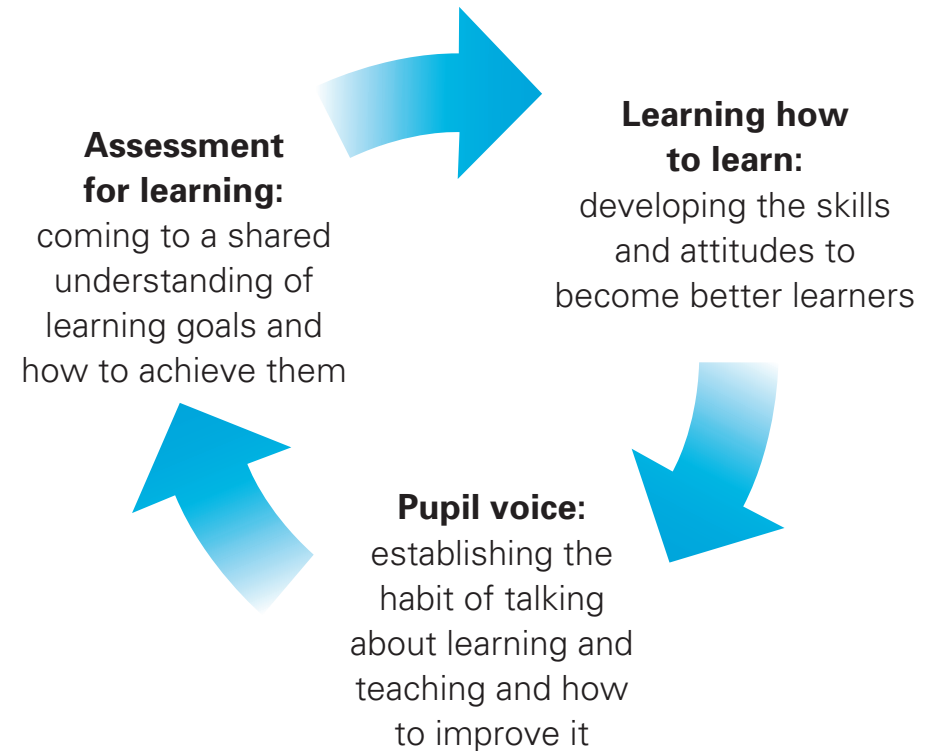 Assessment
for learning:
coming to a shared
understanding of
learning goals and
how to achieve them
Learning how
to learn:
developing the skills
and attitudes to
become better learners
Pupil voice:
establishing the
habit of talking
about learning and
teaching and how
to improve it